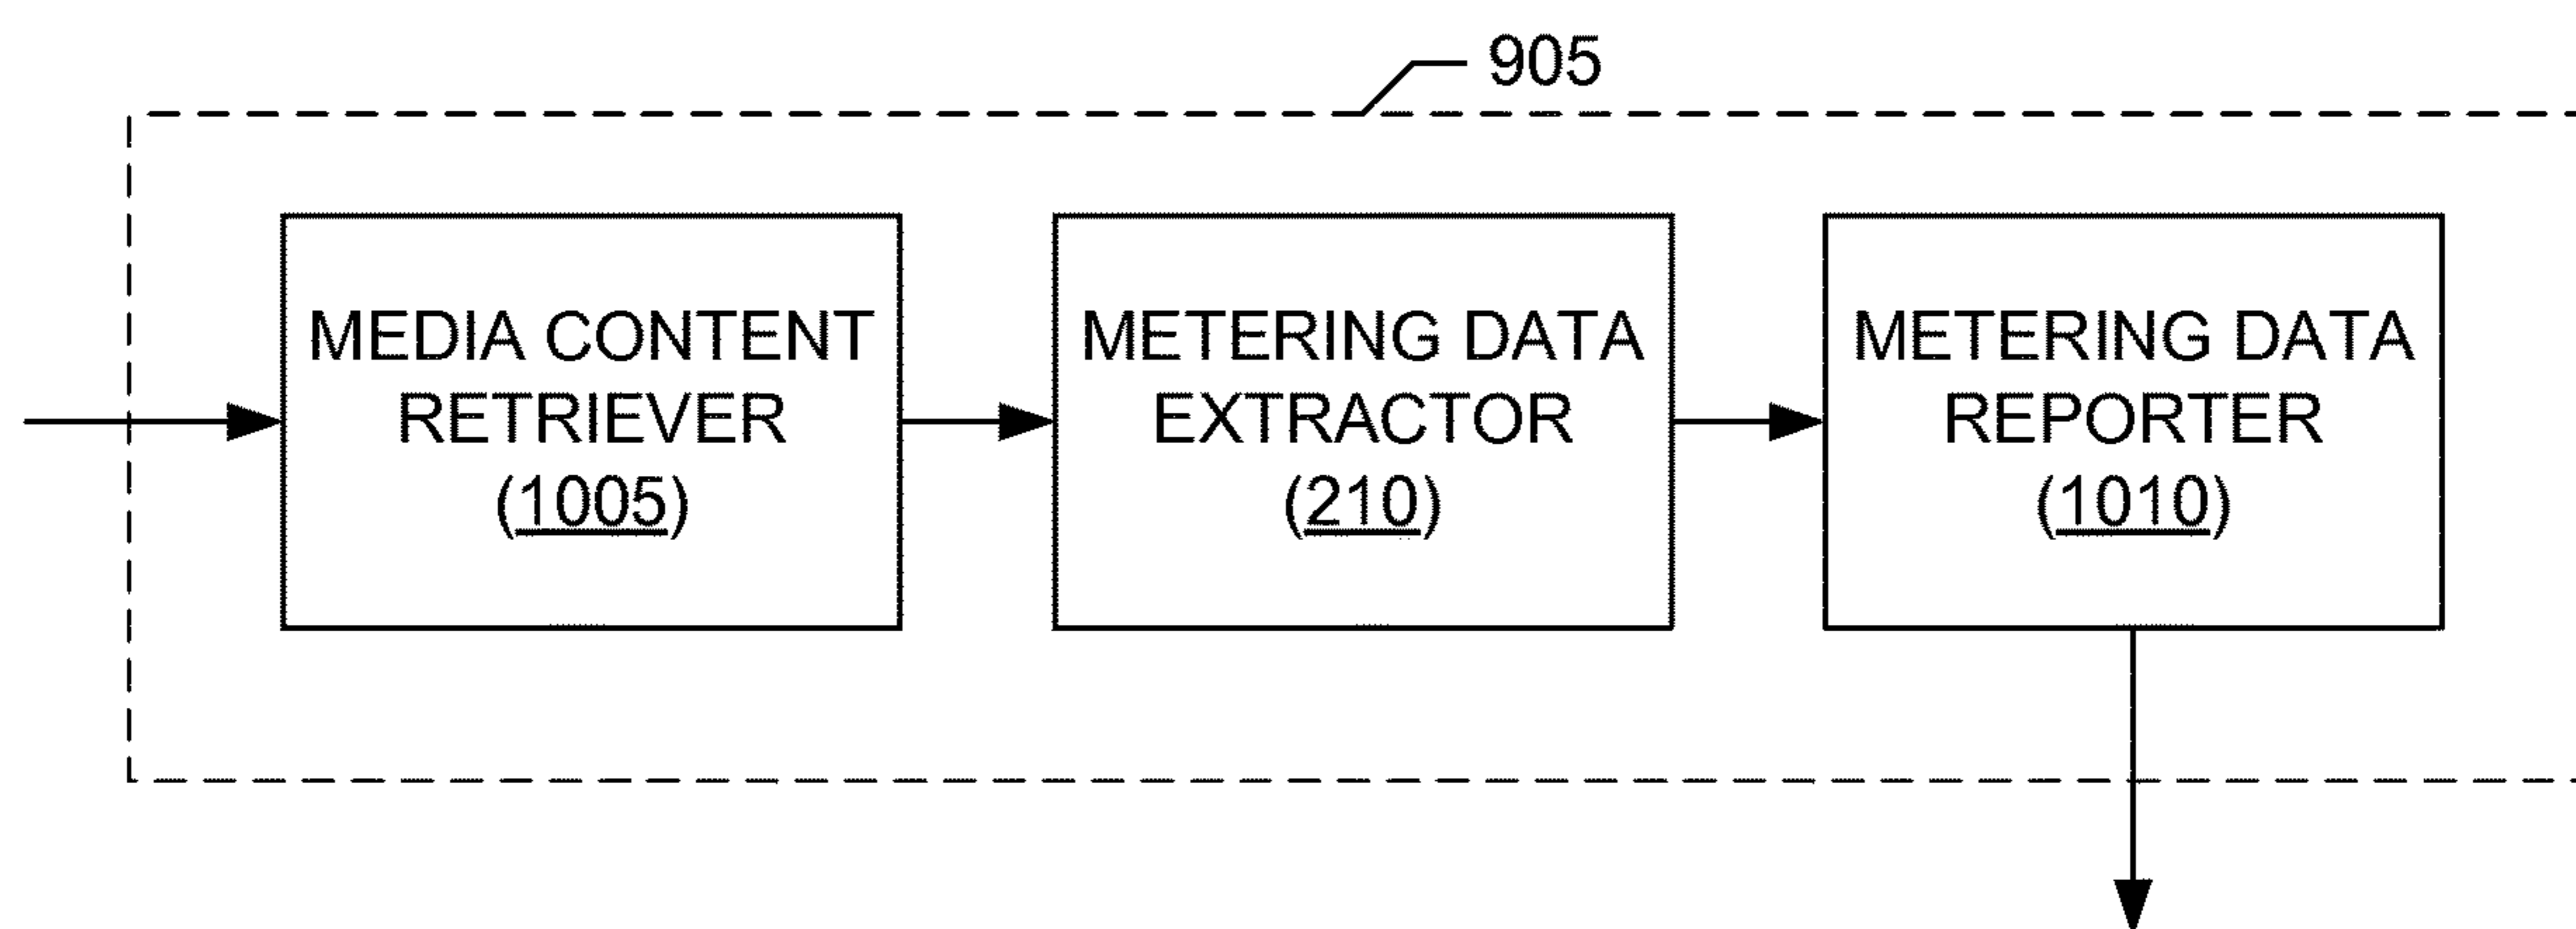 905
MEDIA CONTENT
RETRIEVER
(1005)
METERING DATA
EXTRACTOR
(210)
METERING DATA
REPORTER
(1010)